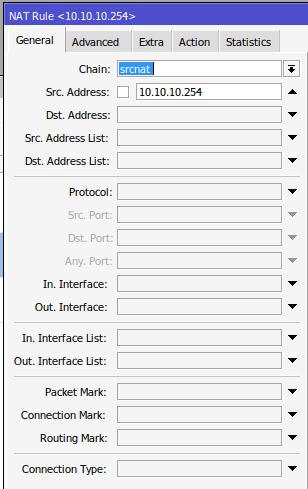 NAT Rule <10.10.10.254>
General Advanced Extra Action Statistics
Chain: srcnat
Src. Address: 10.10.10.254
Dst. Address:
Src. Address List:
Dst. Address List:
Protocol:
Src. Port:
Dst. Port:
Any. Port:
In. Interface:
Out. Interface:
In. Interface List:
Out. Interface List:
Packet Mark:
Connection Mark:
Routing Mark:
Connection Type: